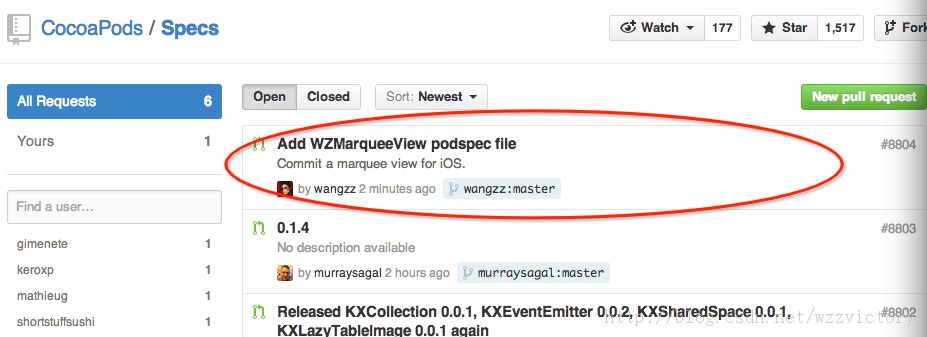 CocoaPods / Specs
Watch 177
Star 1,517
Fork
All Requests 6
Yours 1
Find a user...
gimenete 1
keroxp 1
mathieug 1
shortstuffsushi 1
Open Closed Sort: Newest
New pull request
Add WZMarqueeView podspec file #8804
Commit a marquee view for iOS.
by wangzz 2 minutes ago wangzz:master
0.1.4 #8803
No description available
by murraysagal 2 hours ago murraysagal:master
Released KXCollection 0.0.1, KXEventEmitter 0.0.2, KXSharedSpace 0.0.1, #8802
KXLazyTableImage 0.0.1 again
http://blog.csdn.net/wzzvictory